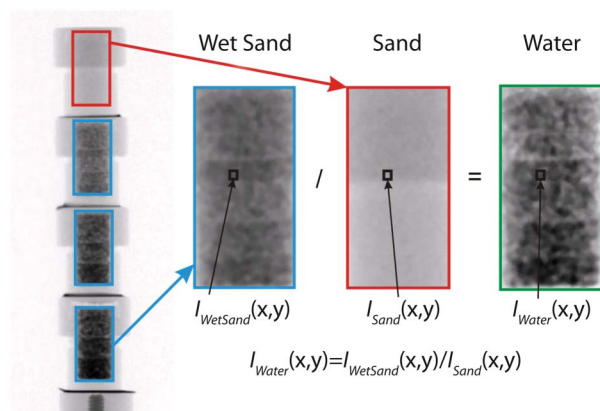 Wet Sand
Sand
Water
/
=
I_WetSand(x,y)
I_Sand(x,y)
I_Water(x,y)
I_Water(x,y)=I_WetSand(x,y)/I_Sand(x,y)